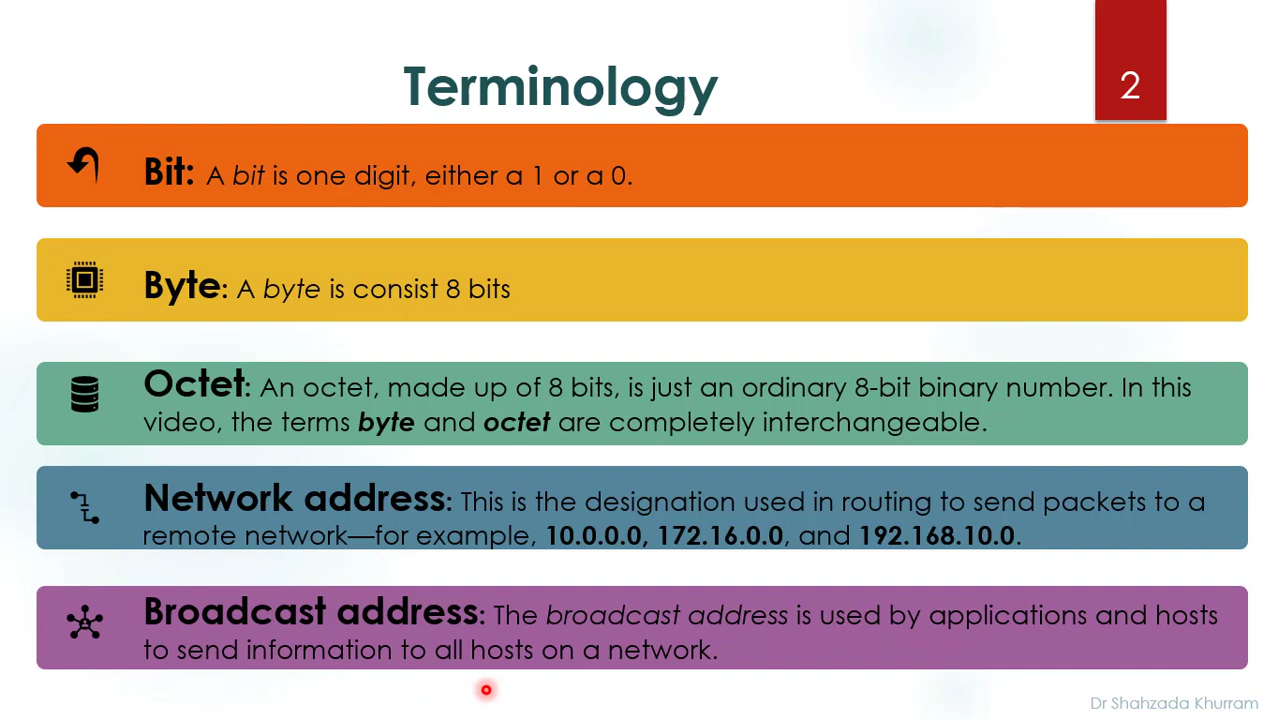 2
Terminology
Bit: A bit is one digit, either a 1 or a 0.
Byte: A byte is consist 8 bits
Octet: An octet, made up of 8 bits, is just an ordinary 8-bit binary number. In this
video, the terms byte and octet are completely interchangeable.
Network address: This is the designation used in routing to send packets to a
remote network—for example, 10.0.0.0, 172.16.0.0, and 192.168.10.0.
Broadcast address: The broadcast address is used by applications and hosts
to send information to all hosts on a network.
Dr Shahzada Khurram